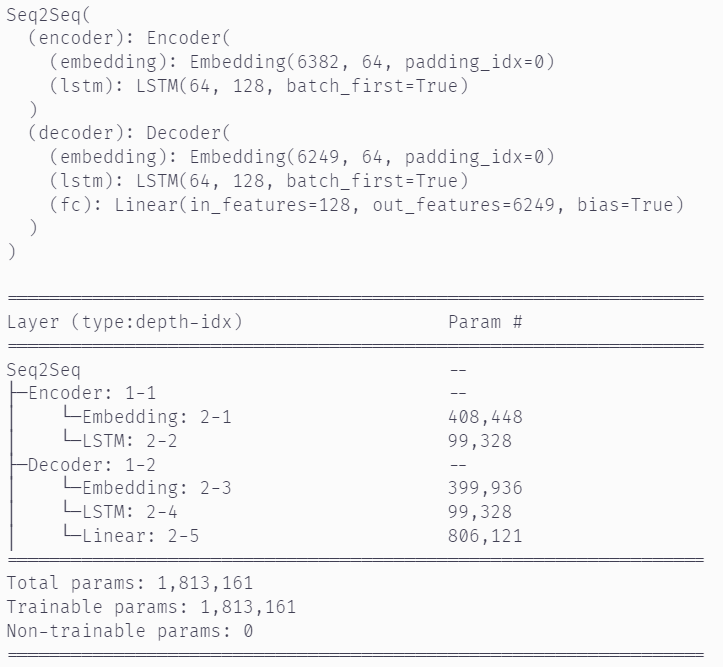 Seq2Seq(
  (encoder): Encoder(
    (embedding): Embedding(6382, 64, padding_idx=0)
    (lstm): LSTM(64, 128, batch_first=True)
  )
  (decoder): Decoder(
    (embedding): Embedding(6249, 64, padding_idx=0)
    (lstm): LSTM(64, 128, batch_first=True)
    (fc): Linear(in_features=128, out_features=6249, bias=True)
  )
)
=================================================================
Layer (type:depth-idx)                   Param #
=================================================================
Seq2Seq                                  --
├─Encoder: 1-1                           --
│    └─Embedding: 2-1                    408,448
│    └─LSTM: 2-2                         99,328
├─Decoder: 1-2                           --
│    └─Embedding: 2-3                    399,936
│    └─LSTM: 2-4                         99,328
│    └─Linear: 2-5                       806,121
=================================================================
Total params: 1,813,161
Trainable params: 1,813,161
Non-trainable params: 0
=================================================================